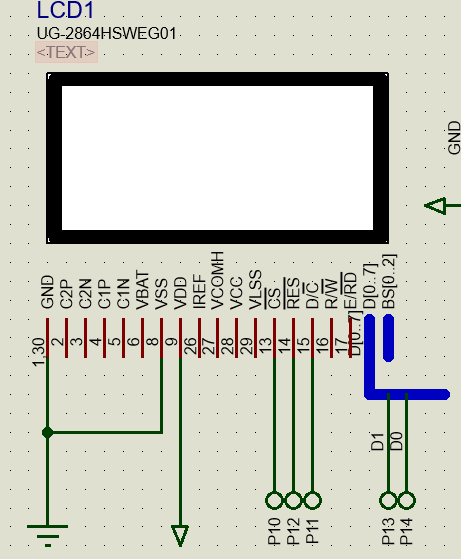 LCD1
UG-2864HSWEG01
<TEXT>
GND
GND
C2P
C2N
C1P
C1N
VBAT
VSS
VDD
IREF
VCOMH
VCC
VLSS
CS
RES
D/C
R/W
E/RD
D[0..7]
BS[0..2]
1,30
2
3
4
5
6
8
9
26
27
28
29
13
14
15
16
17
D[0..7]
D1
D0
P10
P12
P11
P13
P14